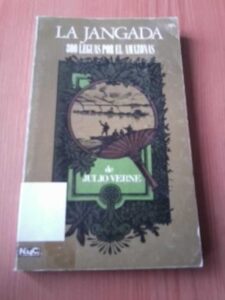 LA JANGADA
800 LEGUAS POR EL AMAZONAS
de
JULIO VERNE